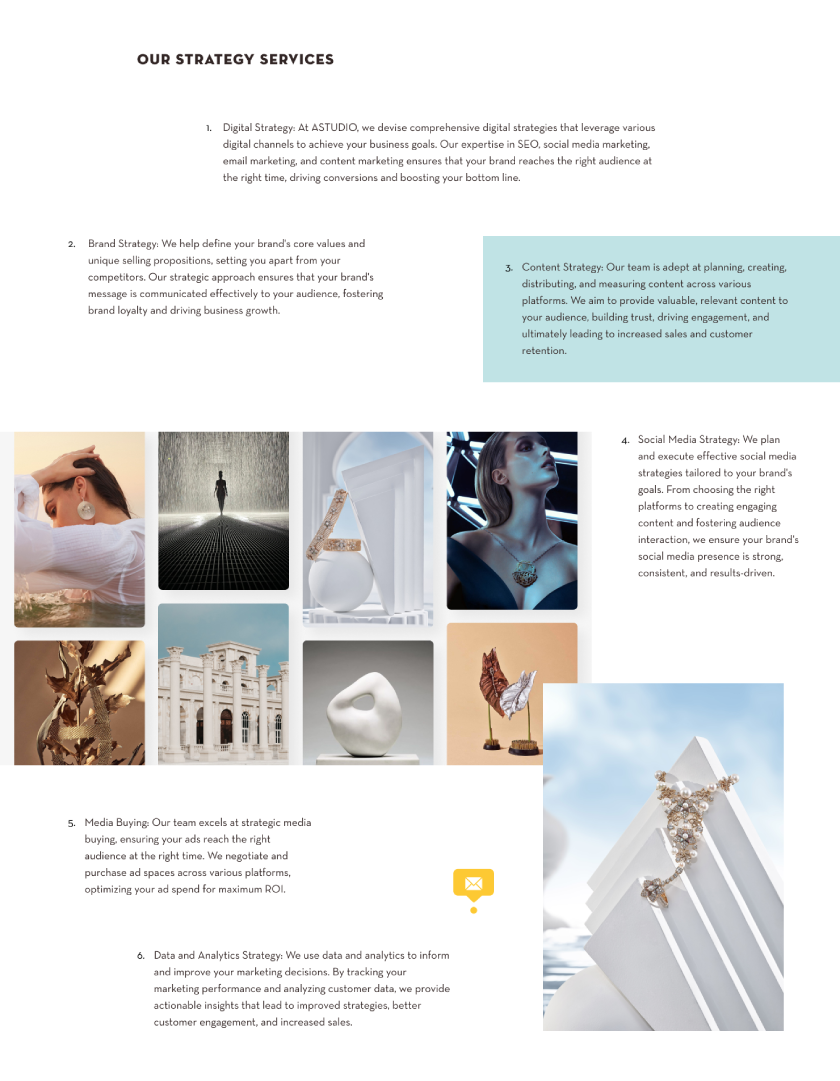 OUR STRATEGY SERVICES
1. Digital Strategy: At ASTUDIO, we devise comprehensive digital strategies that leverage various
digital channels to achieve your business goals. Our expertise in SEO, social media marketing,
email marketing, and content marketing ensures that your brand reaches the right audience at
the right time, driving conversions and boosting your bottom line.
2. Brand Strategy: We help define your brand's core values and
unique selling propositions, setting you apart from your
competitors. Our strategic approach ensures that your brand's
message is communicated effectively to your audience, fostering
brand loyalty and driving business growth.
3. Content Strategy: Our team is adept at planning, creating,
distributing, and measuring content across various
platforms. We aim to provide valuable, relevant content to
your audience, building trust, driving engagement, and
ultimately leading to increased sales and customer
retention.
4. Social Media Strategy: We plan
and execute effective social media
strategies tailored to your brand's
goals. From choosing the right
platforms to creating engaging
content and fostering audience
interaction, we ensure your brand's
social media presence is strong,
consistent, and results-driven.
5. Media Buying: Our team excels at strategic media
buying, ensuring your ads reach the right
audience at the right time. We negotiate and
purchase ad spaces across various platforms,
optimizing your ad spend for maximum ROI.
6. Data and Analytics Strategy: We use data and analytics to inform
and improve your marketing decisions. By tracking your
marketing performance and analyzing customer data, we provide
actionable insights that lead to improved strategies, better
customer engagement, and increased sales.